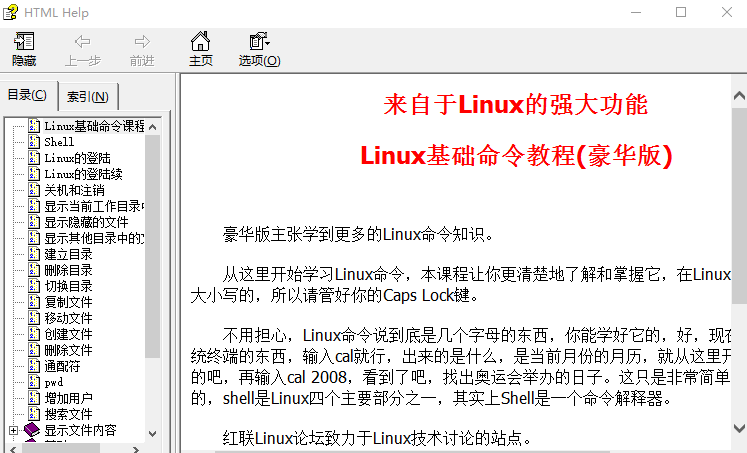 HTML Help
隐藏 上一步 前进 主页 选项(O)
目录(C) 索引(N)
Linux基础命令课程
Shell
Linux的登陆
Linux的登陆续
关机和注销
显示当前工作目录
显示隐藏的文件
显示其他目录中的
建立目录
删除目录
切换目录
复制文件
移动文件
创建文件
删除文件
通配符
pwd
增加用户
搜索文件
显示文件内容
来自于Linux的强大功能
Linux基础命令教程(豪华版)
豪华版主张学到更多的Linux命令知识。
从这里开始学习Linux命令，本课程让你更清楚地了解和掌握它，在Linux
大小写的，所以请管好你的Caps Lock键。
不用担心，Linux命令说到底是几个字母的东西，你能学好它的，好，现在
统终端的东西，输入cal就行，出来的是什么，是当前月份的月历，就从这里开
的吧，再输入cal 2008，看到了吧，找出奥运会举办的日子。这只是非常简单
的，shell是Linux四个主要部分之一，其实上Shell是一个命令解释器。
红联Linux论坛致力于Linux技术讨论的站点。